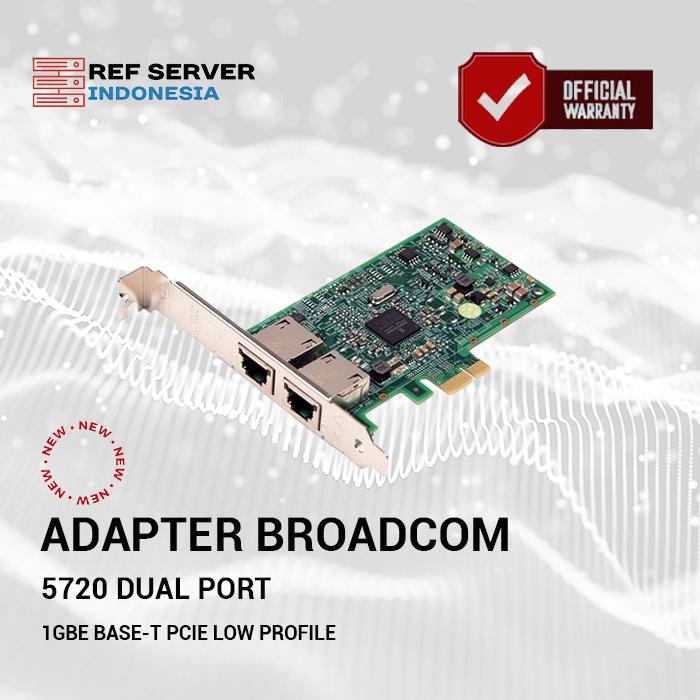 REF SERVER
INDONESIA
OFFICIAL
WARRANTY
NEW • NEW • NEW • NEW • NEW •
ADAPTER BROADCOM
5720 DUAL PORT
1GBE BASE-T PCIE LOW PROFILE